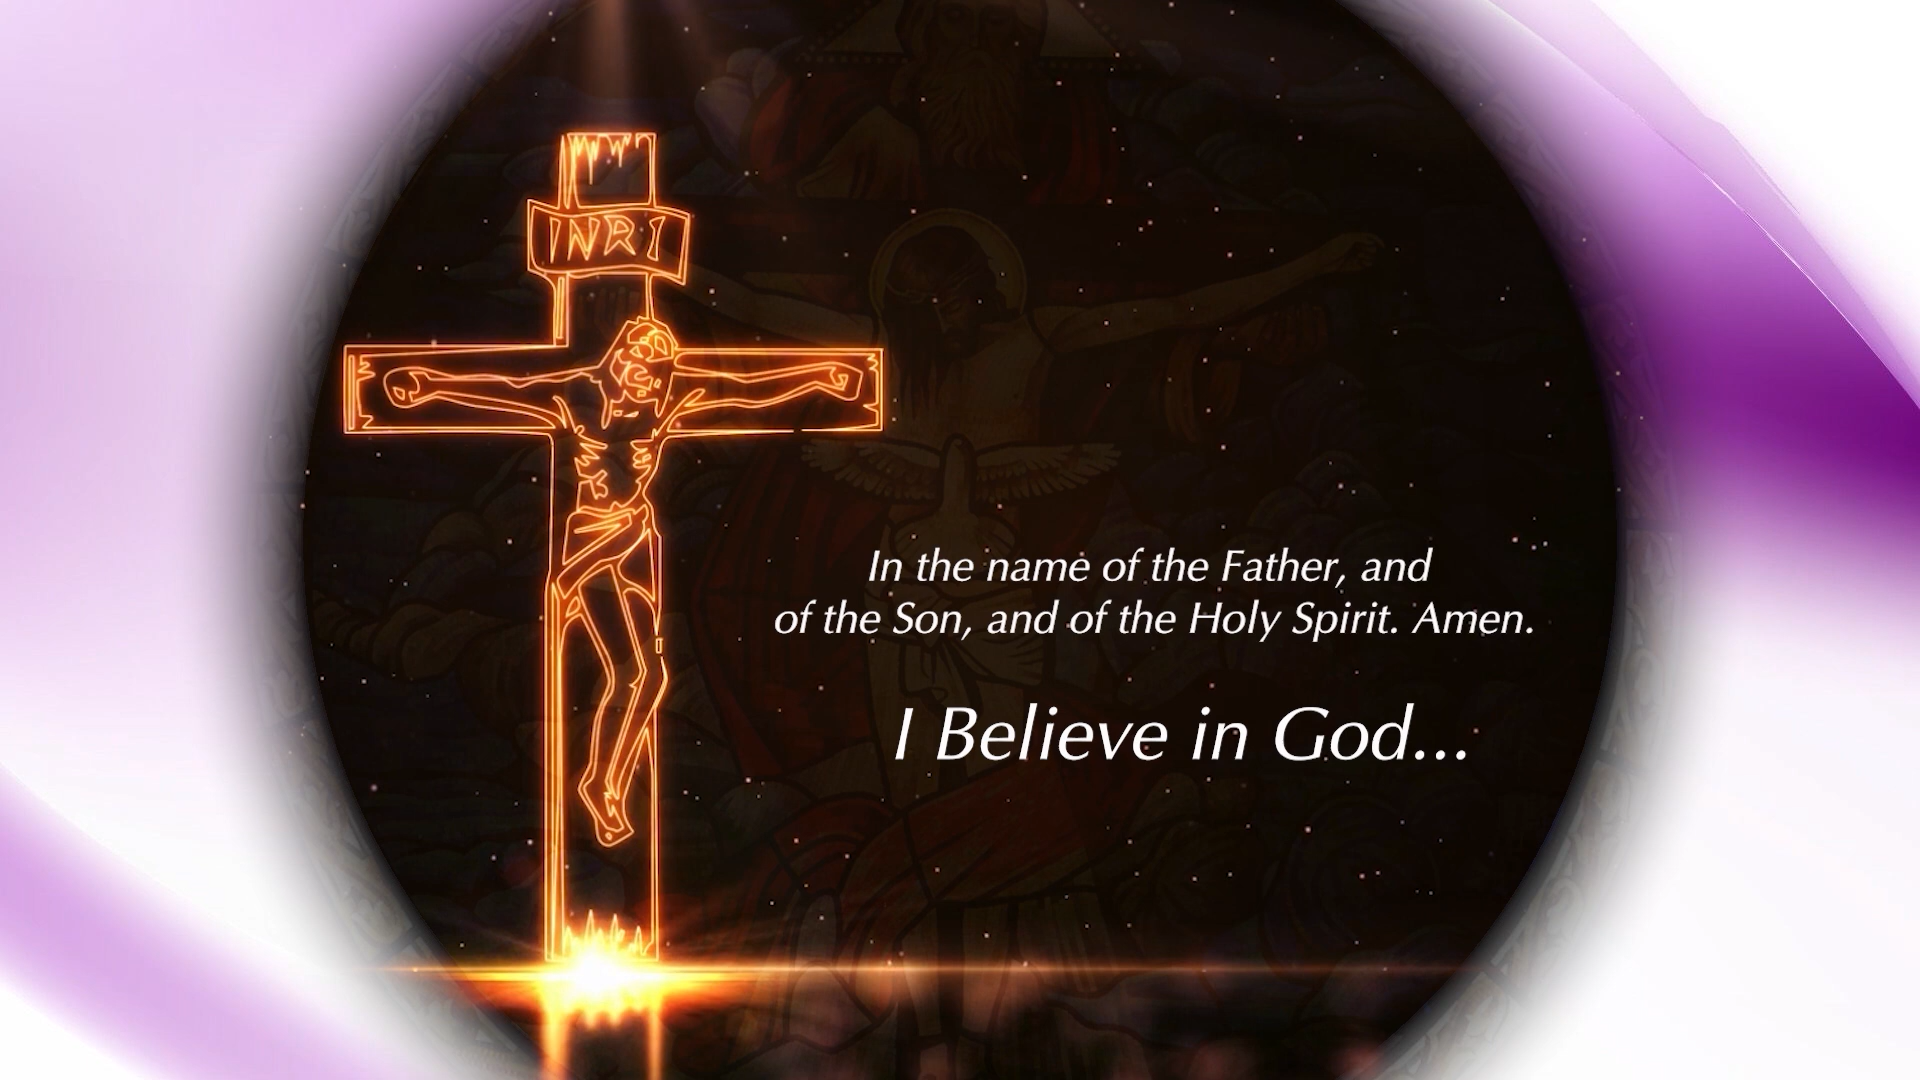 INRI
In the name of the Father, and
of the Son, and of the Holy Spirit. Amen.
I Believe in God...